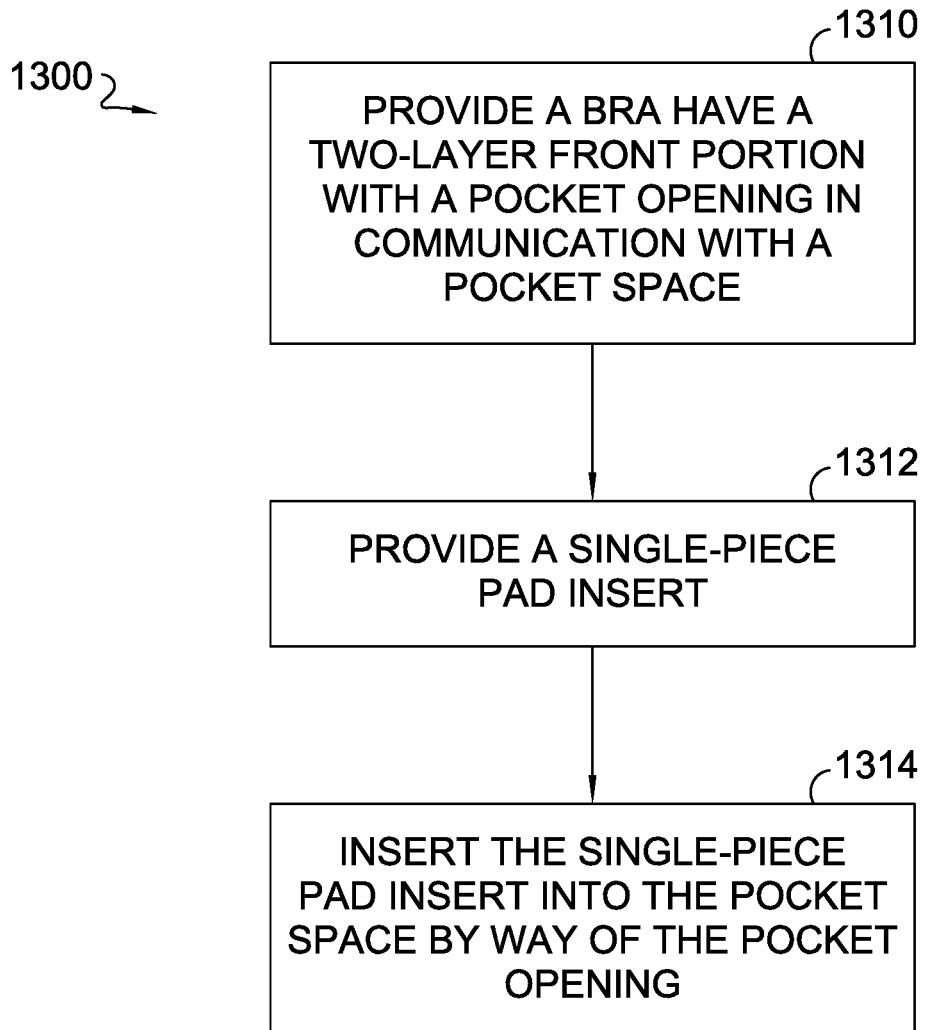 1300
1310
PROVIDE A BRA HAVE A
TWO-LAYER FRONT PORTION
WITH A POCKET OPENING IN
COMMUNICATION WITH A
POCKET SPACE
1312
PROVIDE A SINGLE-PIECE
PAD INSERT
1314
INSERT THE SINGLE-PIECE
PAD INSERT INTO THE POCKET
SPACE BY WAY OF THE POCKET
OPENING